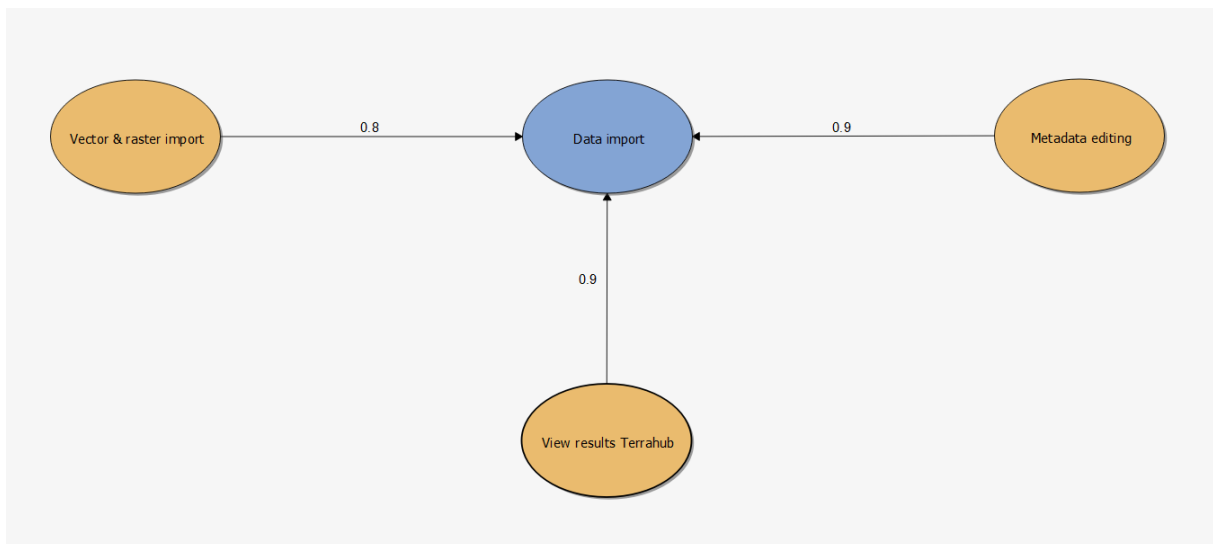 Vector & raster import
0.8
Data import
0.9
Metadata editing
0.9
View results Terrahub